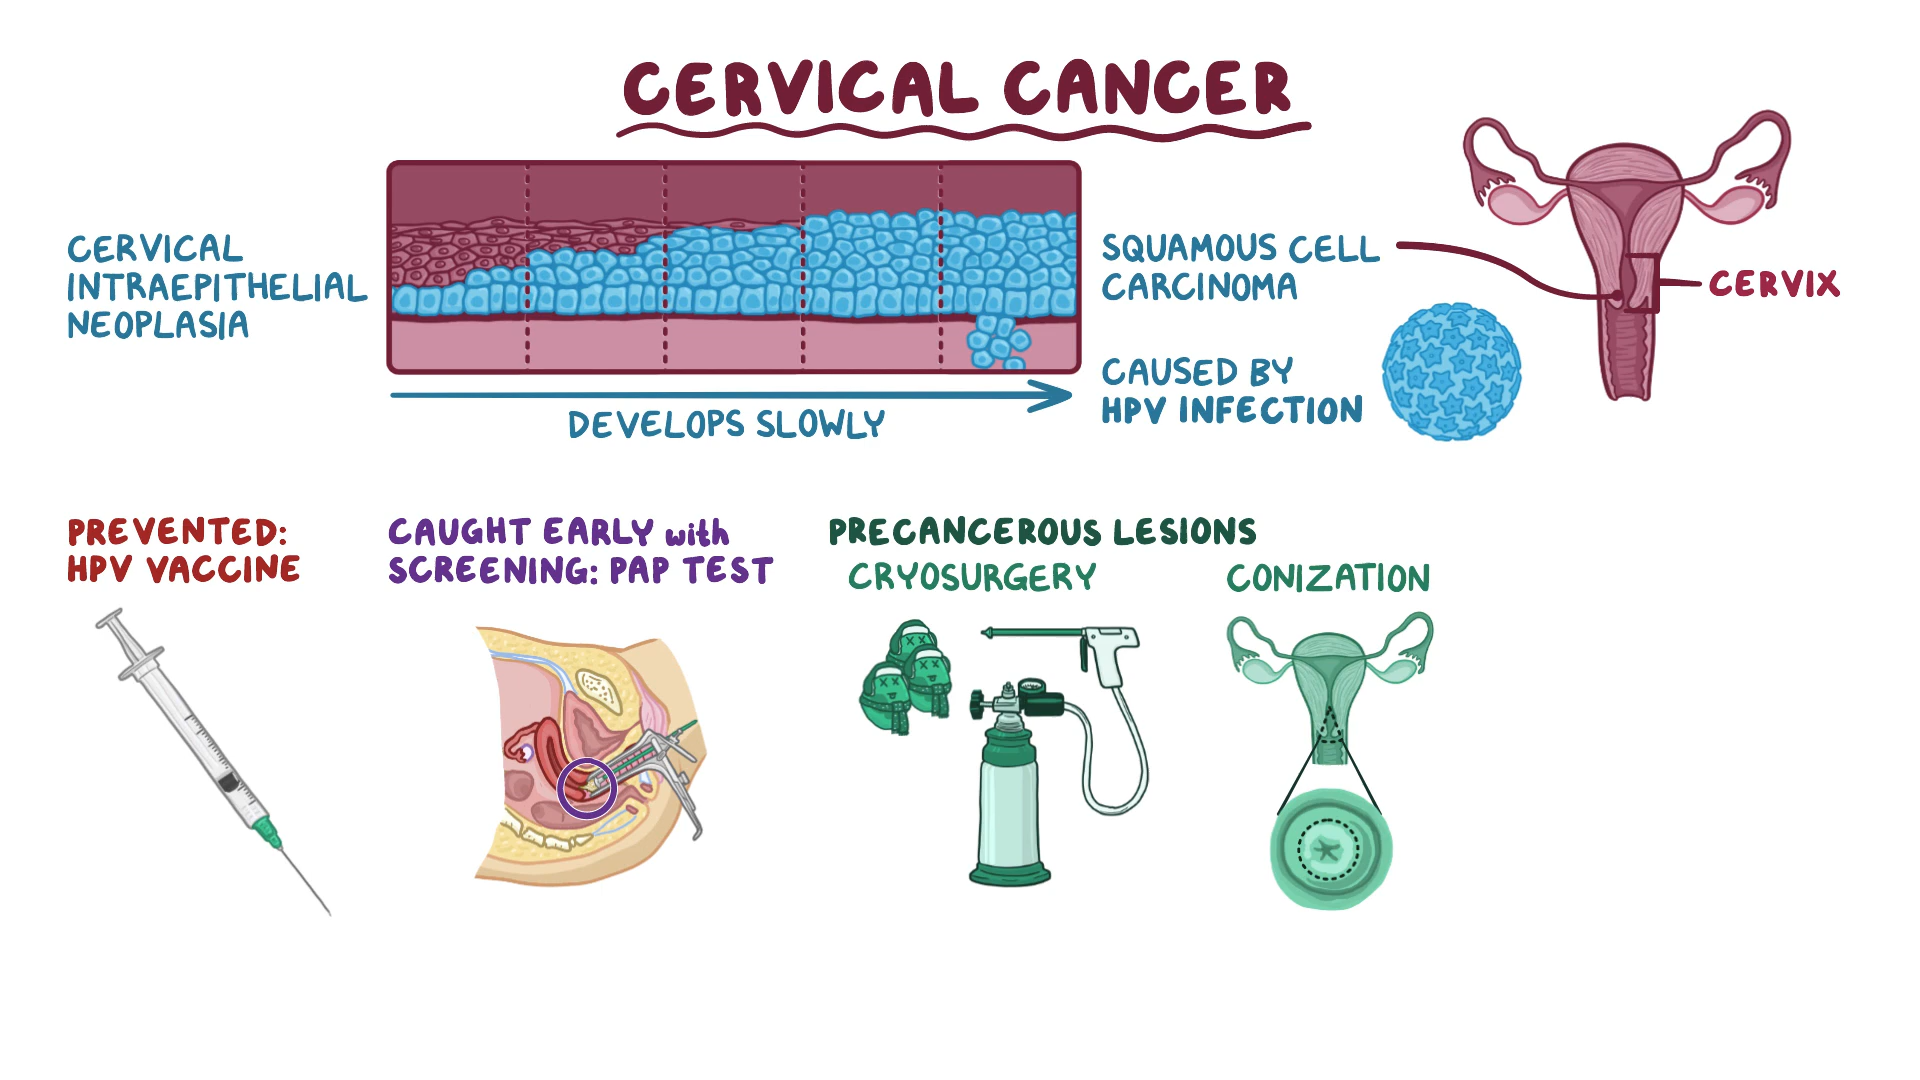 CERVICAL CANCER
CERVICAL
INTRAEPITHELIAL
NEOPLASIA
DEVELOPS SLOWLY
SQUAMOUS CELL
CARCINOMA
CERVIX
CAUSED BY
HPV INFECTION
PREVENTED:
HPV VACCINE
CAUGHT EARLY with
SCREENING: PAP TEST
PRECANCEROUS LESIONS
CRYOSURGERY
CONIZATION